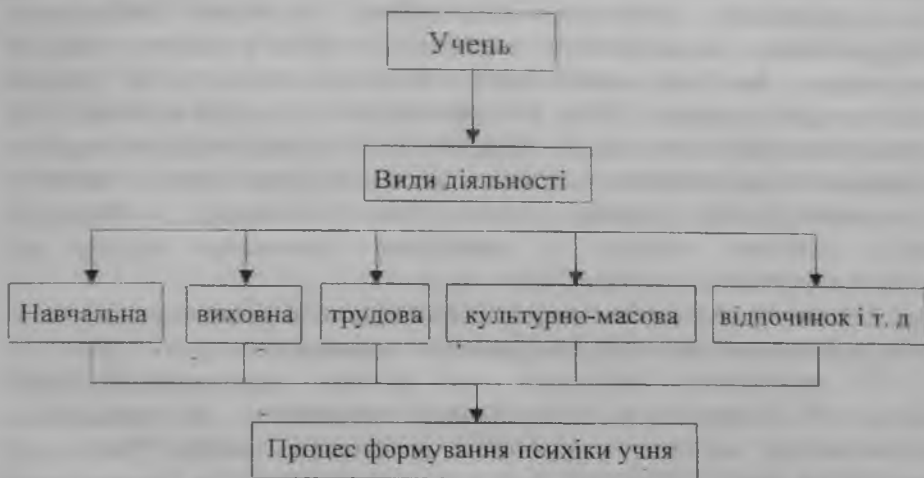 Учень
Види діяльності
Навчальна
виховна
трудова
культурно-масова
відпочинок і т. д
Процес формування психіки учня